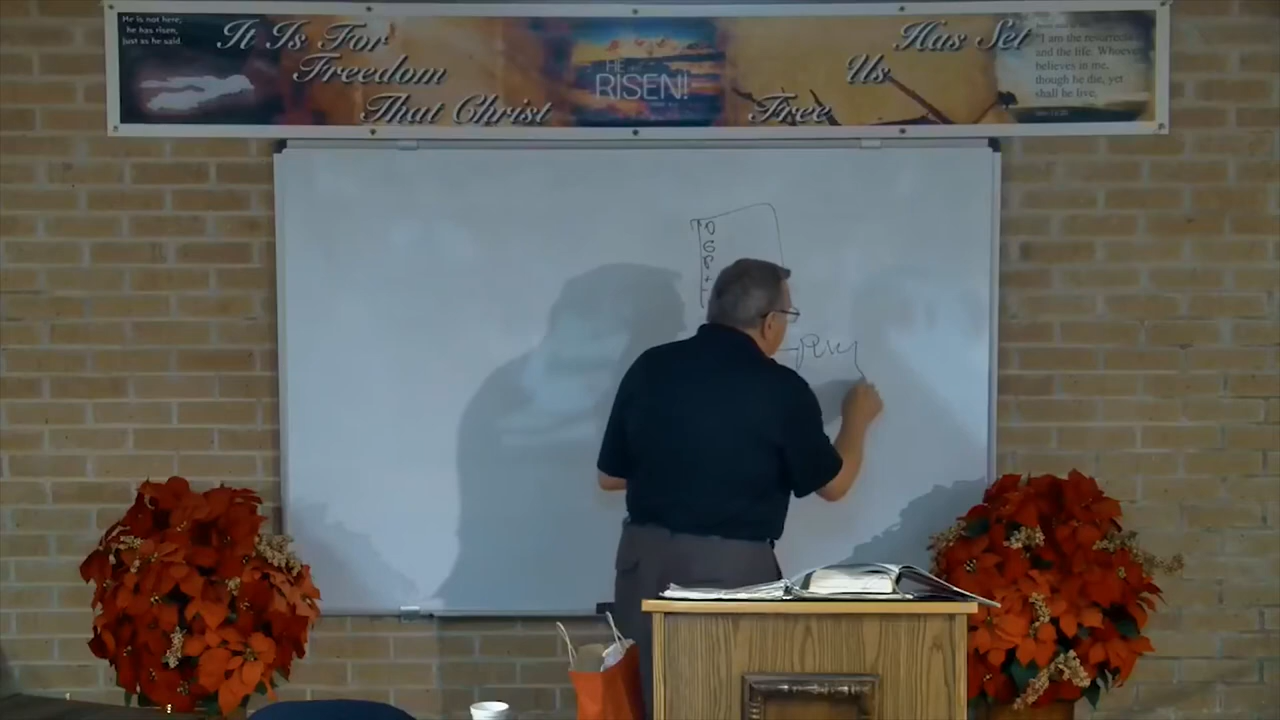 He is not here,
he has risen,
just as he said.
It Is For
Freedom
That Christ
HE
RISEN!
Has Set
Us
Free
"I am the resurrection
and the life. Whoever
believes in me,
though he die, yet
shall he live,